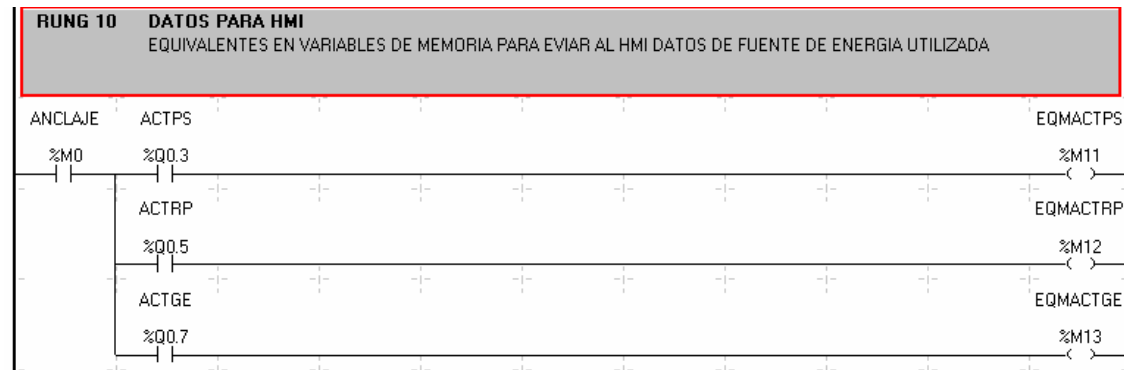 RUNG 10 DATOS PARA HMI
EQUIVALENTES EN VARIABLES DE MEMORIA PARA EVIAR AL HMI DATOS DE FUENTE DE ENERGIA UTILIZADA
ANCLAJE ACTPS EQMACTPS
%M0 %Q0.3 %M11
ACTRP EQMACTRP
%Q0.5 %M12
ACTGE EQMACTGE
%Q0.7 %M13